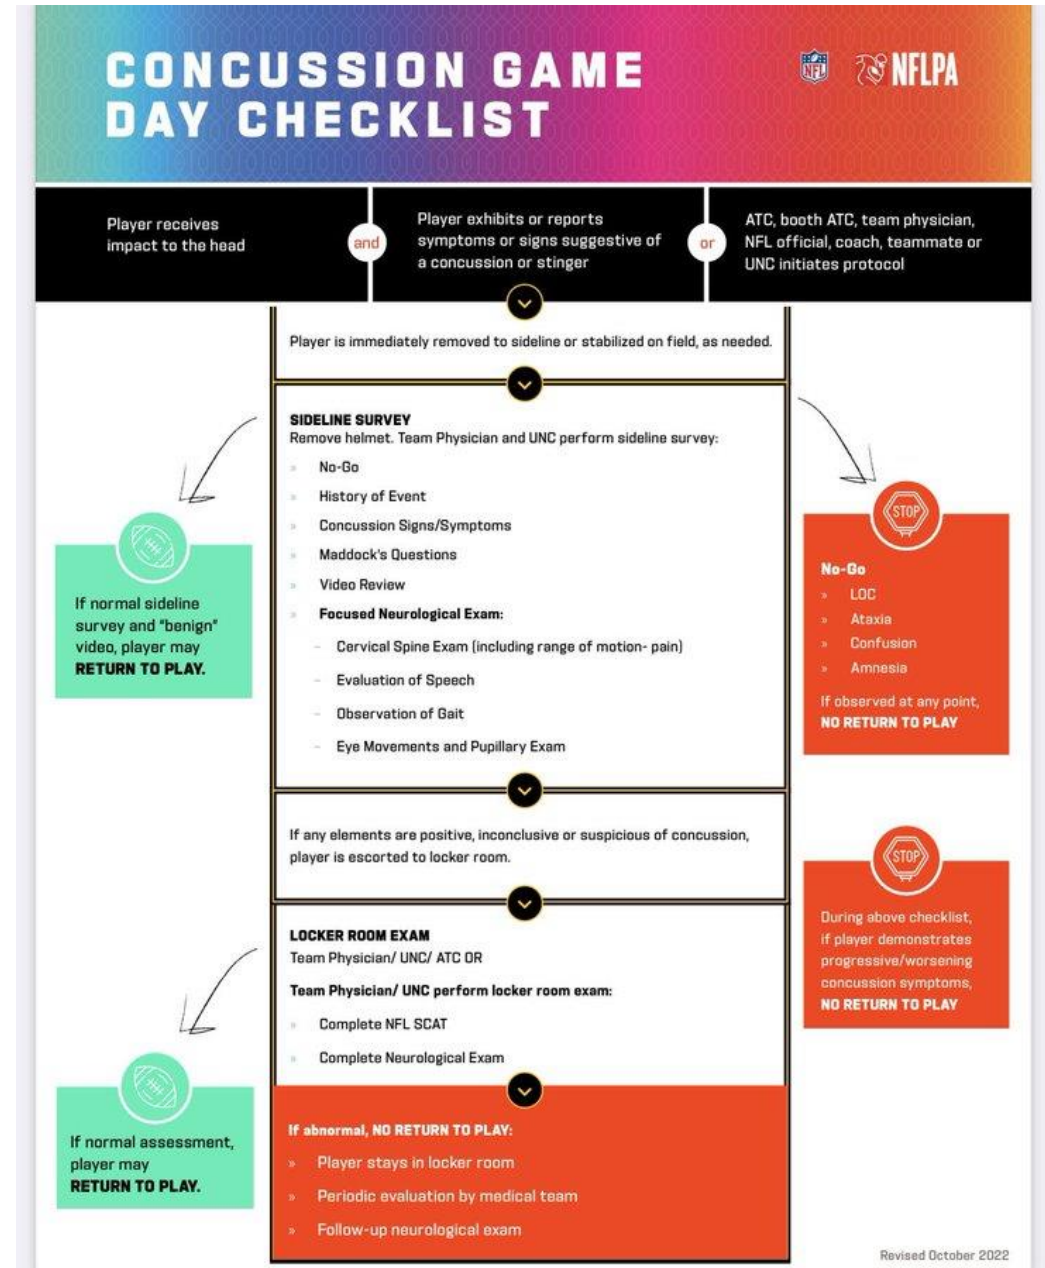 CONCUSSION GAME
DAY CHECKLIST
NFL
NFLPA
Player receives
impact to the head
and
Player exhibits or reports
symptoms or signs suggestive of
a concussion or stinger
or
ATC, booth ATC, team physician,
NFL official, coach, teammate or
UNC initiates protocol
Player is immediately removed to sideline or stabilized on field, as needed.
SIDELINE SURVEY
Remove helmet. Team Physician and UNC perform sideline survey:
» No-Go
» History of Event
» Concussion Signs/Symptoms
» Maddock's Questions
» Video Review
» Focused Neurological Exam:
– Cervical Spine Exam (including range of motion- pain)
– Evaluation of Speech
– Observation of Gait
– Eye Movements and Pupillary Exam
If normal sideline
survey and "benign"
video, player may
RETURN TO PLAY.
STOP
No-Go
» LOC
» Ataxia
» Confusion
» Amnesia
If observed at any point,
NO RETURN TO PLAY
If any elements are positive, inconclusive or suspicious of concussion,
player is escorted to locker room.
STOP
During above checklist,
if player demonstrates
progressive/worsening
concussion symptoms,
NO RETURN TO PLAY
LOCKER ROOM EXAM
Team Physician/ UNC/ ATC OR
Team Physician/ UNC perform locker room exam:
» Complete NFL SCAT
» Complete Neurological Exam
If normal assessment,
player may
RETURN TO PLAY.
If abnormal, NO RETURN TO PLAY:
» Player stays in locker room
» Periodic evaluation by medical team
» Follow-up neurological exam
Revised October 2022